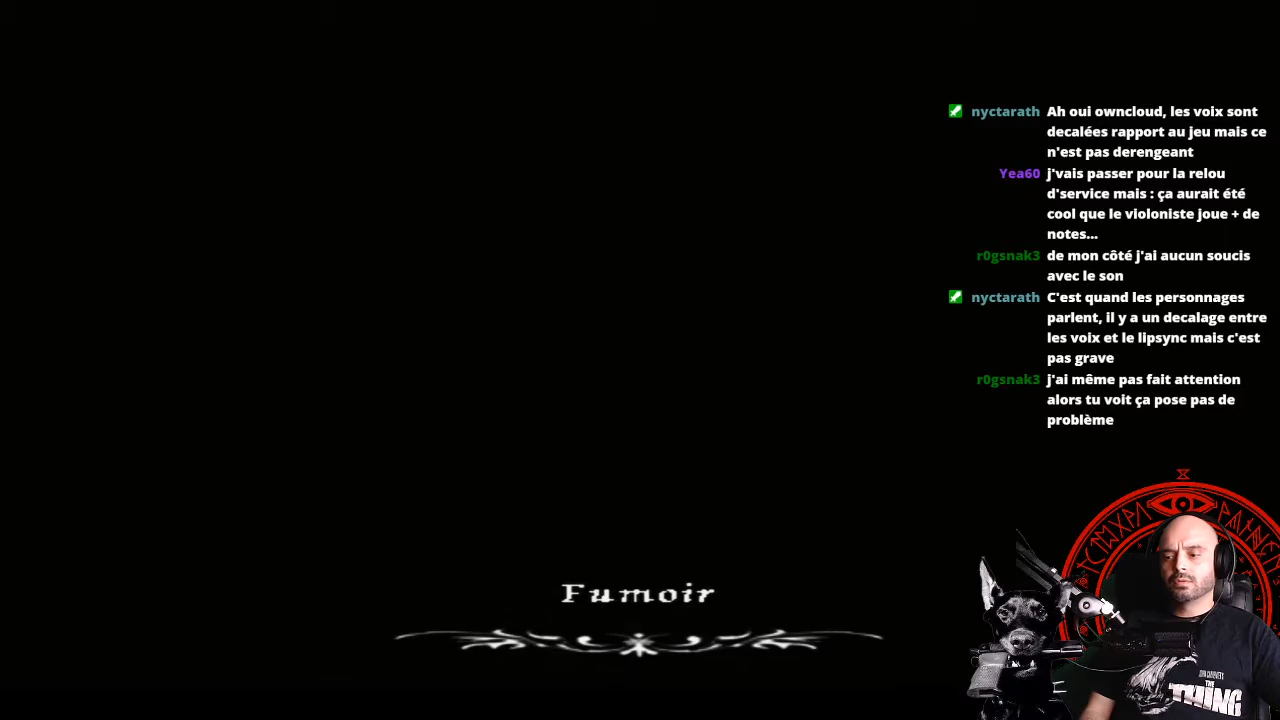 nyctarath Ah oui owncloud, les voix sont
decalées rapport au jeu mais ce
n'est pas derengeant
Yea60 j'vais passer pour la relou
d'service mais : ça aurait été
cool que le violoniste joue + de
notes...
r0gsnak3 de mon côté j'ai aucun soucis
avec le son
nyctarath C'est quand les personnages
parlent, il y a un decalage entre
les voix et le lipsync mais c'est
pas grave
r0gsnak3 j'ai même pas fait attention
alors tu voit ça pose pas de
problème
Fumoir
THE
THING